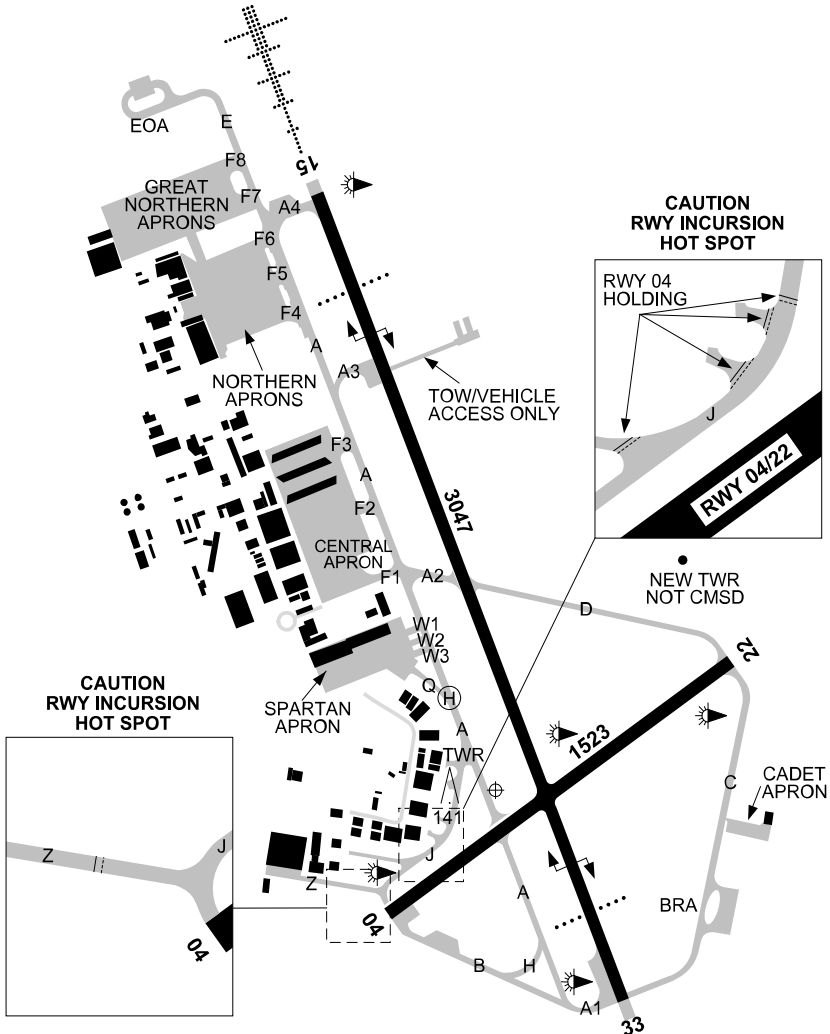 EOA
E
F8
15
GREAT
NORTHERN
APRONS
F7
A4
F6
F5
F4
A
A3
NORTHERN
APRONS
TOW/VEHICLE
ACCESS ONLY
CAUTION
RWY INCURSION
HOT SPOT
RWY 04
HOLDING
J
RWY 04/22
F3
A
3047
F2
CENTRAL
APRON
F1
A2
NEW TWR
NOT CMSD
D
W1
W2
W3
22
Q
H
SPARTAN
APRON
A
1523
TWR
C
CADET
APRON
141
J
CAUTION
RWY INCURSION
HOT SPOT
Z
J
04
Z
04
A
BRA
B
H
A1
33